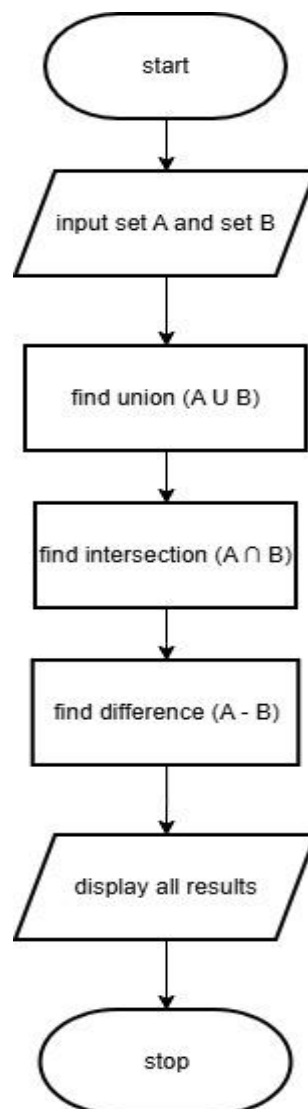 start
input set A and set B
find union (A U B)
find intersection (A ∩ B)
find difference (A - B)
display all results
stop